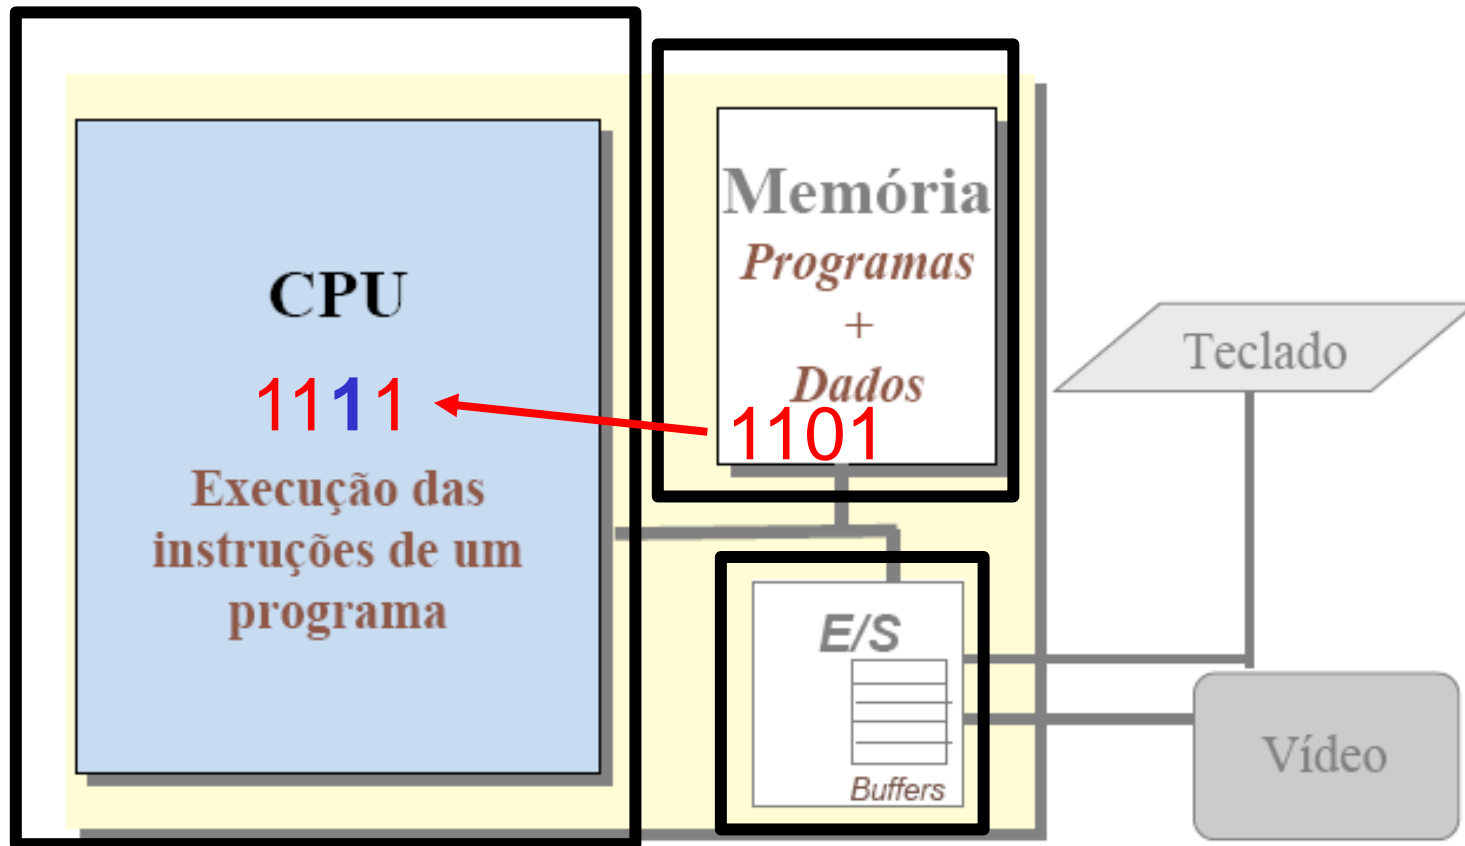 CPU
1111
Execução das
instruções de um
programa
Memória
Programas
+
Dados
1101
E/S
Buffers
Teclado
Vídeo